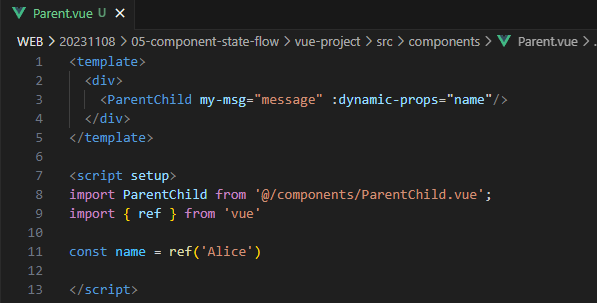 Parent.vue U ×
WEB > 20231108 > 05-component-state-flow > vue-project > src > components > Parent.vue > .
1 <template>
2   <div>
3     <ParentChild my-msg="message" :dynamic-props="name"/>
4   </div>
5 </template>
6
7 <script setup>
8 import ParentChild from '@/components/ParentChild.vue';
9 import { ref } from 'vue'
10
11 const name = ref('Alice')
12
13 </script>